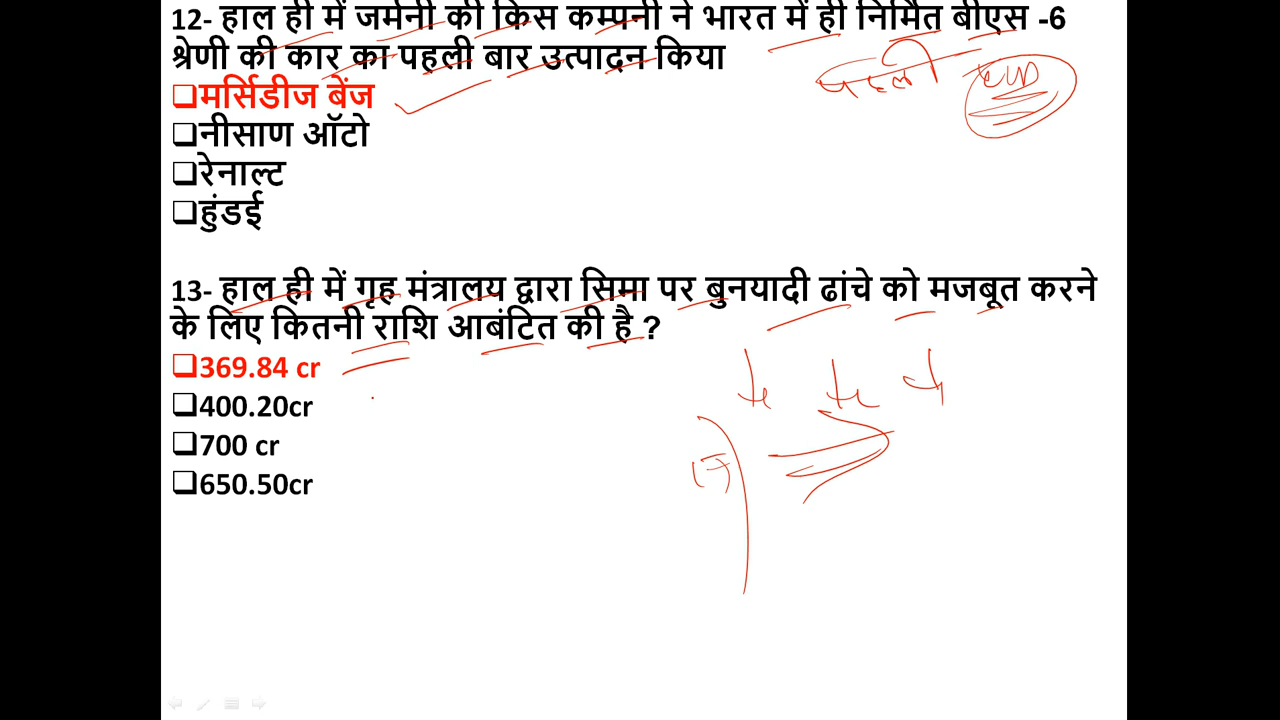 12- हाल ही में जर्मनी की किस कम्पनी ने भारत में ही निर्मित बीएस -6
श्रेणी की कार का पहली बार उत्पादन किया
❑मर्सिडीज बेंज
❑नीसाण ऑटो
❑रेनाल्ट
❑हुंडई
13- हाल ही में गृह मंत्रालय द्वारा सिमा पर बुनयादी ढांचे को मजबूत करने
के लिए कितनी राशि आबंटित की है ?
❑369.84 cr
❑400.20cr
❑700 cr
❑650.50cr